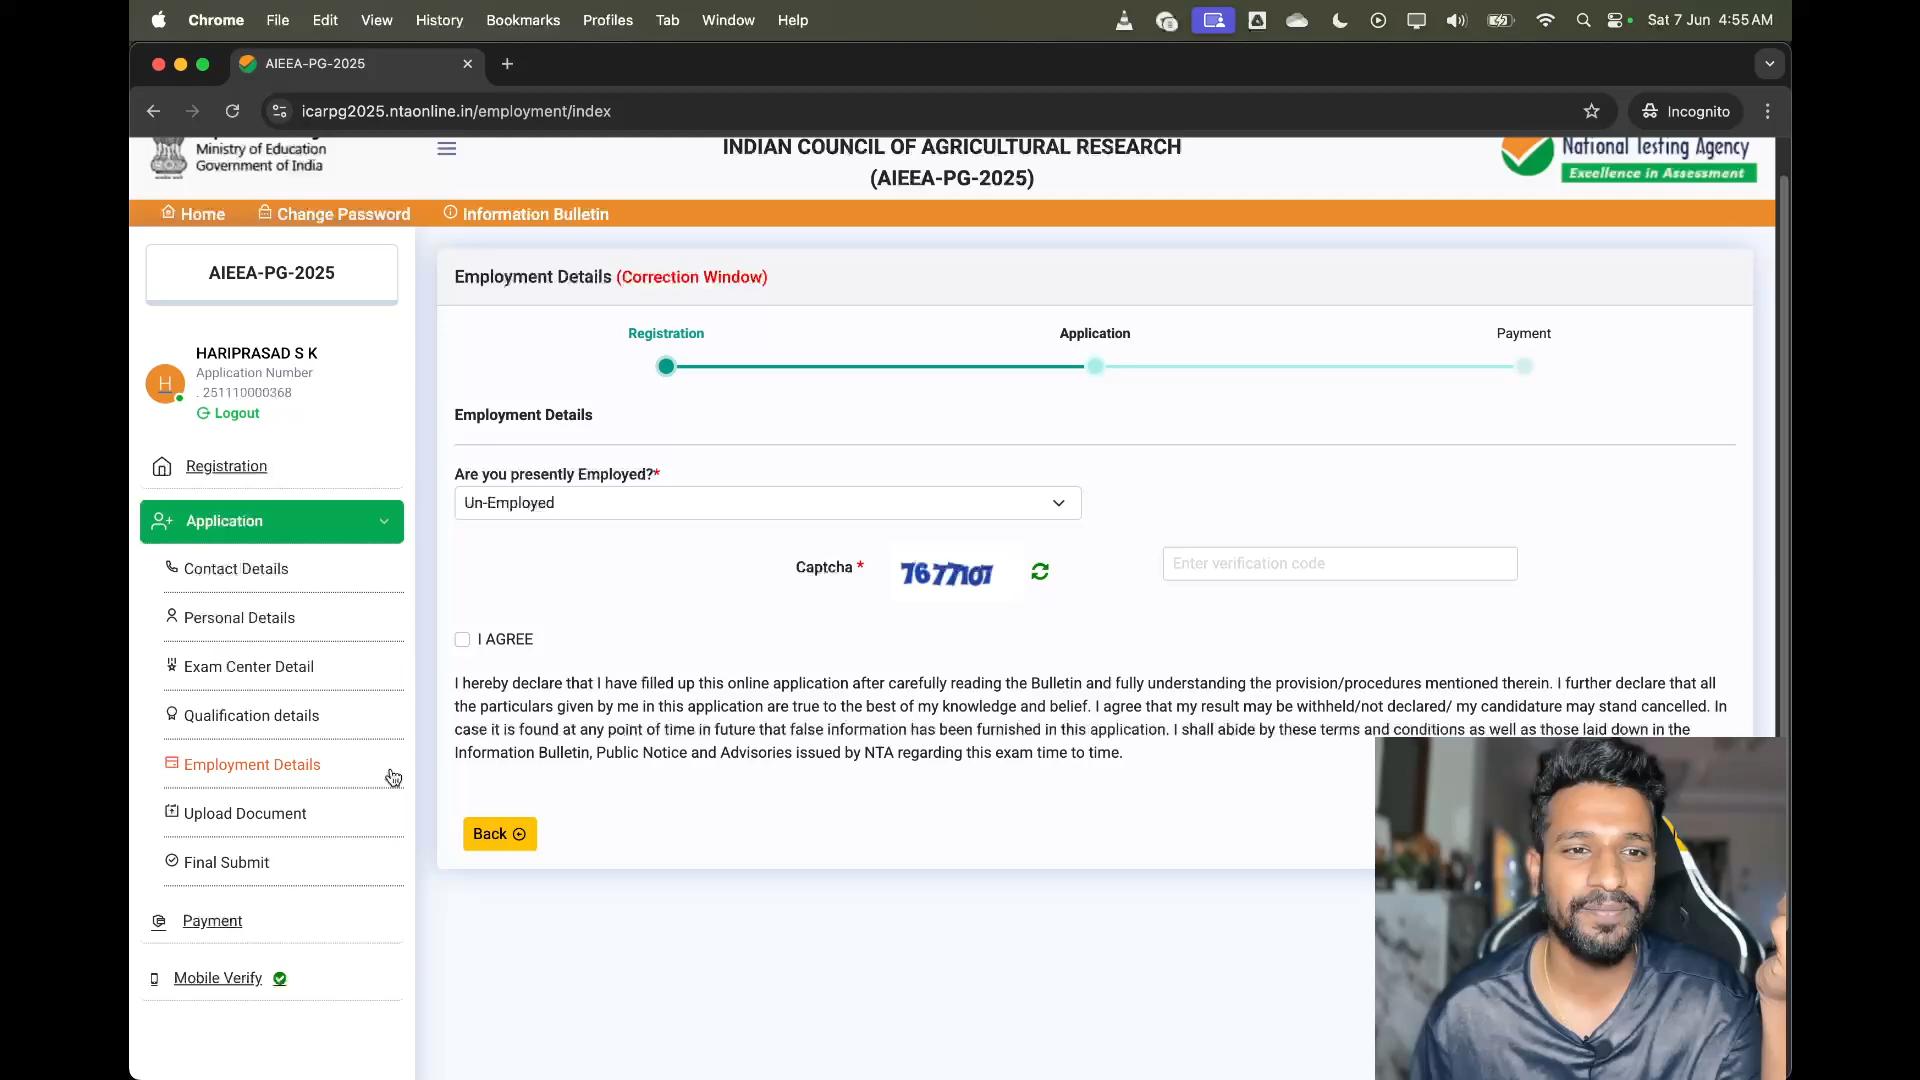 Chrome File Edit View History Bookmarks Profiles Tab Window Help Sat 7 Jun 4:55 AM
AIEEA-PG-2025
icarpg2025.ntaonline.in/employment/index Incognito
Ministry of Education
Government of India
INDIAN COUNCIL OF AGRICULTURAL RESEARCH
(AIEEA-PG-2025)
National Testing Agency
Excellence in Assessment
Home Change Password Information Bulletin
AIEEA-PG-2025
HARIPRASAD S K
Application Number
. 251110000368
Logout
Registration
Application
Contact Details
Personal Details
Exam Center Detail
Qualification details
Employment Details
Upload Document
Final Submit
Payment
Mobile Verify
Employment Details (Correction Window)
Registration Application Payment
Employment Details
Are you presently Employed?*
Un-Employed
Captcha * 7677107 Enter verification code
I AGREE
I hereby declare that I have filled up this online application after carefully reading the Bulletin and fully understanding the provision/procedures mentioned therein. I further declare that all
the particulars given by me in this application are true to the best of my knowledge and belief. I agree that my result may be withheld/not declared/ my candidature may stand cancelled. In
case it is found at any point of time in future that false information has been furnished in this application. I shall abide by these terms and conditions as well as those laid down in the
Information Bulletin, Public Notice and Advisories issued by NTA regarding this exam time to time.
Back
H